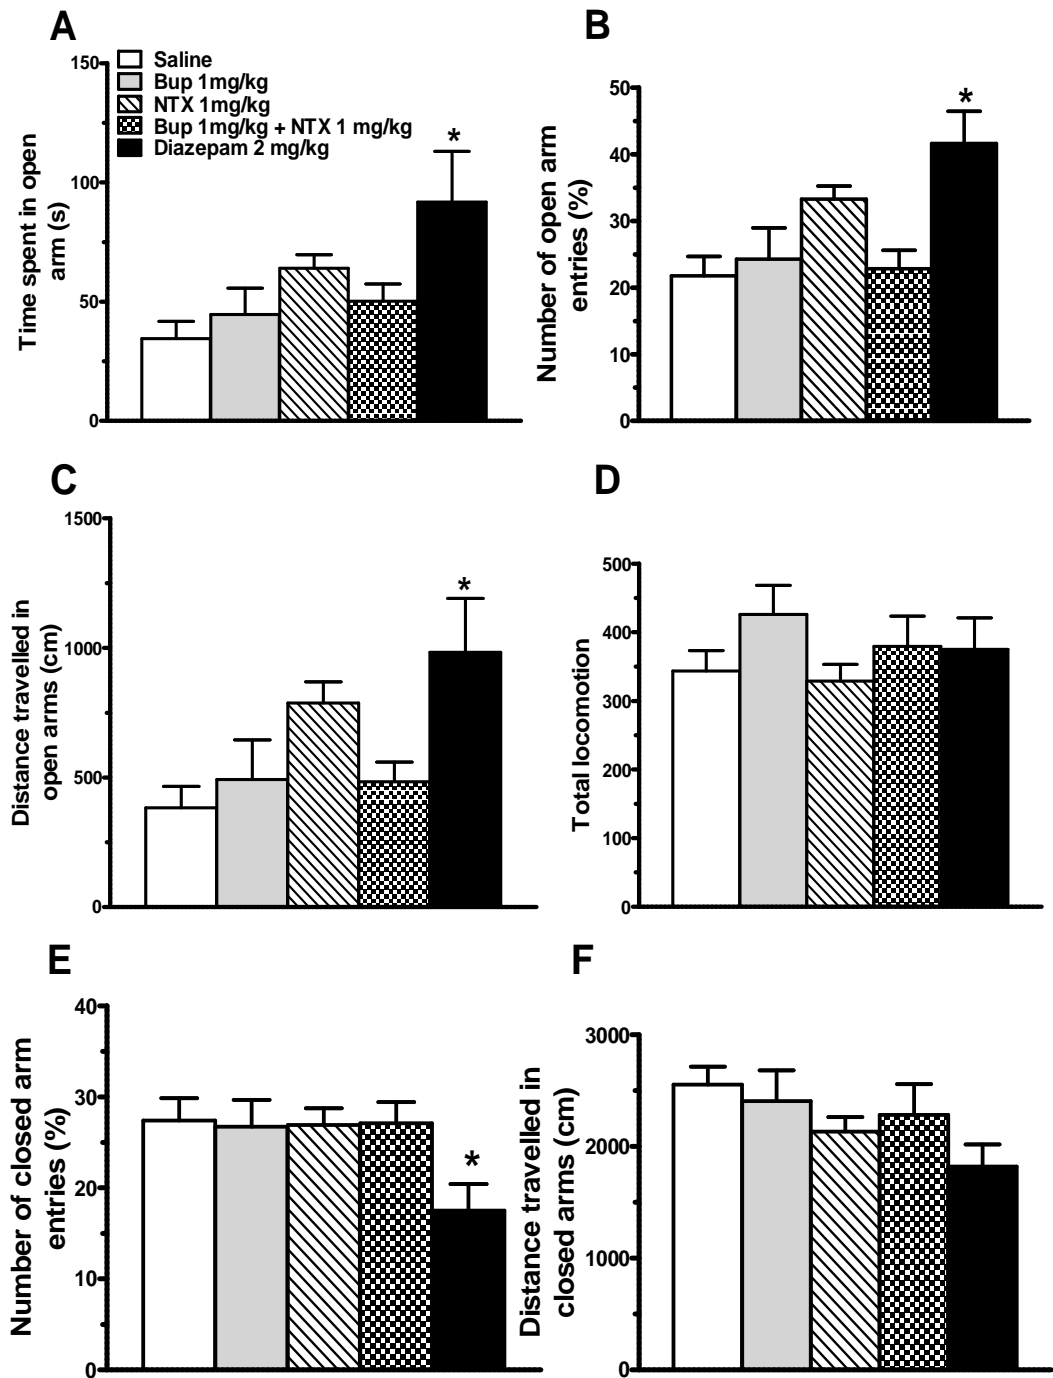 A
Saline
Bup 1mg/kg
NTX 1mg/kg
Bup 1mg/kg + NTX 1 mg/kg
Diazepam 2 mg/kg
150
100
50
0
Time spent in open
arm (s)
*
B
50
40
30
20
10
0
Number of open arm
entries (%)
*
C
1500
1000
500
0
Distance travelled in
open arms (cm)
*
D
500
400
300
200
100
0
Total locomotion
E
40
30
20
10
0
Number of closed arm
entries (%)
*
F
3000
2000
1000
0
Distance travelled in
closed arms (cm)